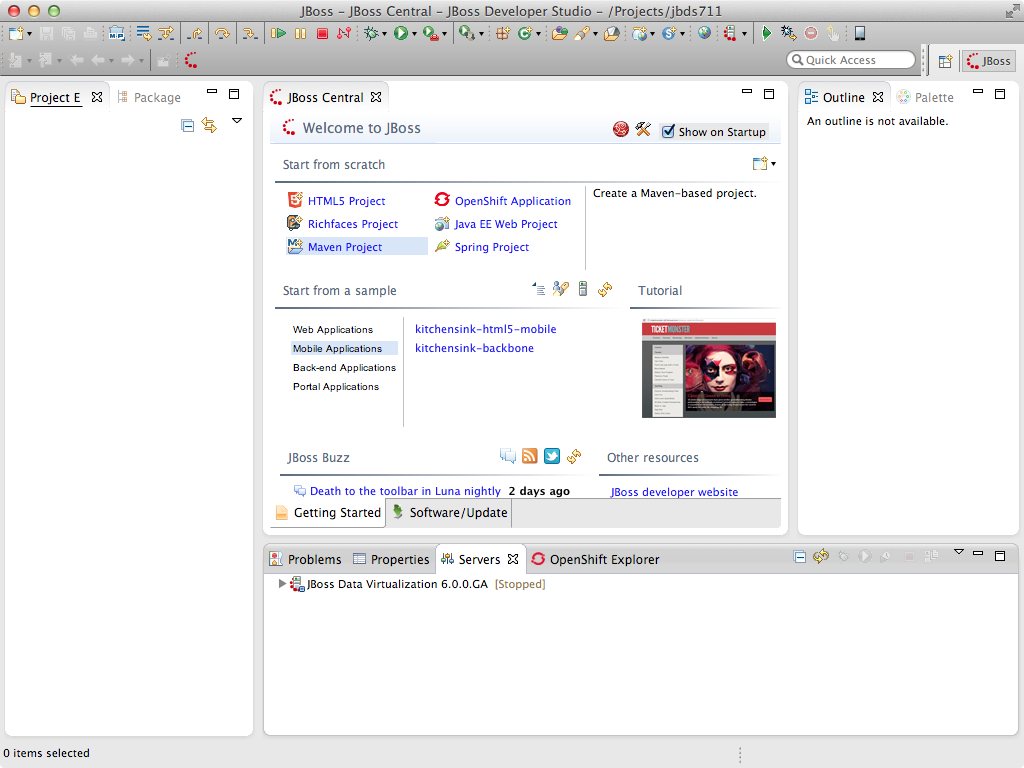 JBoss – JBoss Central – JBoss Developer Studio – /Projects/jbds711
Quick Access
JBoss
Project E
Package
JBoss Central
Outline
Palette
Welcome to JBoss
Show on Startup
An outline is not available.
Start from scratch
HTML5 Project
OpenShift Application
Create a Maven-based project.
Richfaces Project
Java EE Web Project
Maven Project
Spring Project
Start from a sample
Tutorial
Web Applications
kitchensink-html5-mobile
Mobile Applications
kitchensink-backbone
Back-end Applications
Portal Applications
TICKETMONSTER
JBoss Buzz
Other resources
Death to the toolbar in Luna nightly 2 days ago
JBoss developer website
Getting Started
Software/Update
Problems
Properties
Servers
OpenShift Explorer
JBoss Data Virtualization 6.0.0.GA [Stopped]
0 items selected